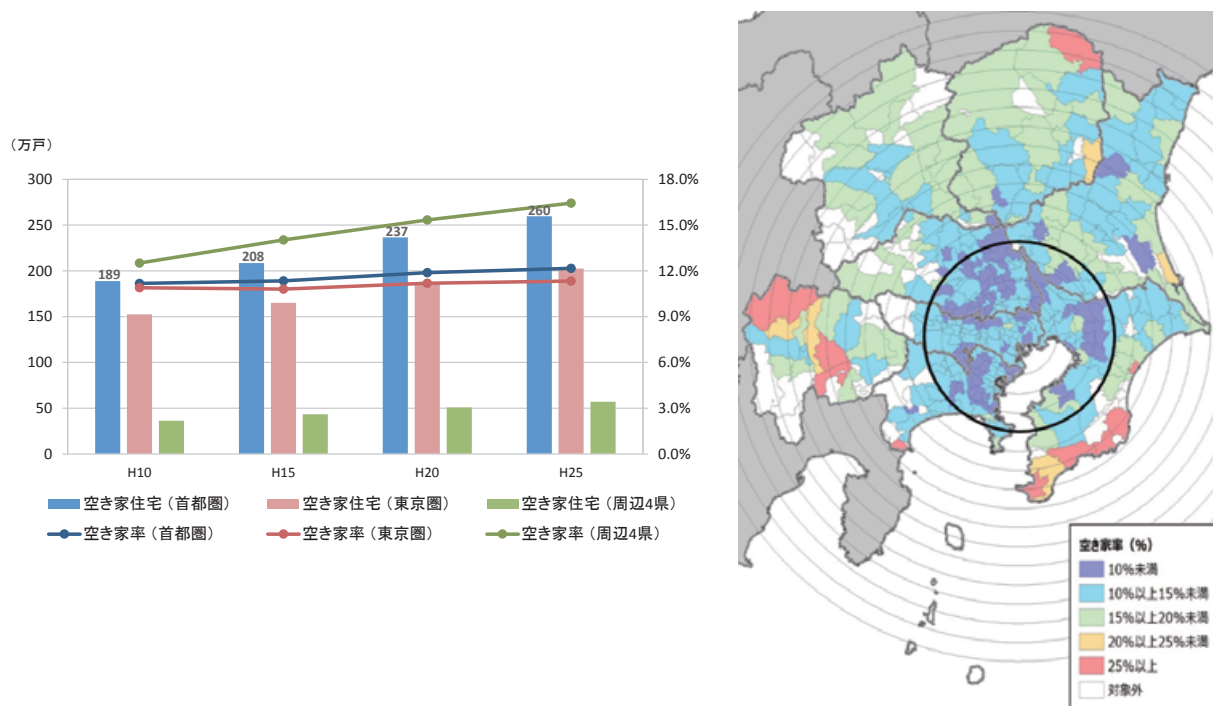 （万戸）
300
250
200
150
100
50
0
18.0%
15.0%
12.0%
9.0%
6.0%
3.0%
0.0%
189
208
237
260
H10
H15
H20
H25
空き家住宅（首都圏）
空き家住宅（東京圏）
空き家住宅（周辺4県）
空き家率（首都圏）
空き家率（東京圏）
空き家率（周辺4県）
空き家率（%）
10%未満
10%以上15%未満
15%以上20%未満
20%以上25%未満
25%以上
対象外